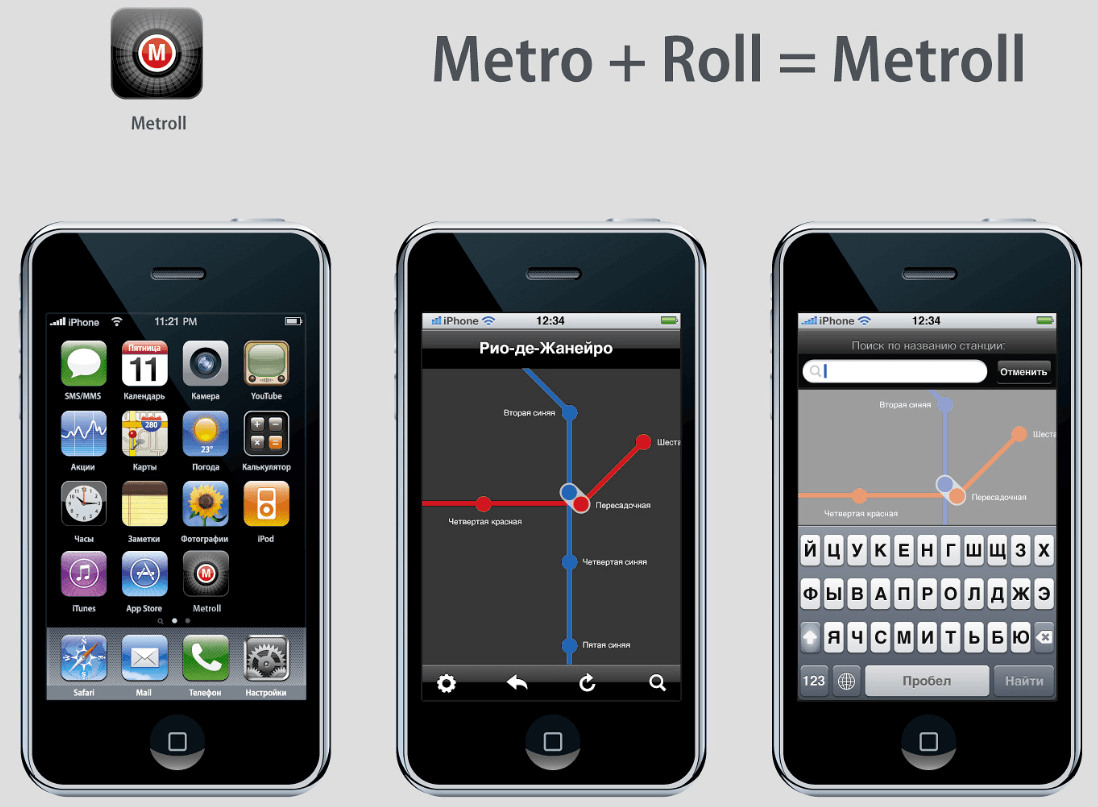 M
Metroll
Metro + Roll = Metroll
iPhone 11:21 PM
Пятница
11
280
23°
SMS/MMS Календарь Камера YouTube
Акции Карты Погода Калькулятор
Часы Заметки Фотографии iPod
M
iTunes App Store Metroll
Safari Mail Телефон Настройки
iPhone 12:34
Рио-де-Жанейро
Вторая синяя
Шеста
Пересадочная
Четвертая красная
Четвертая синяя
Пятая синяя
iPhone 12:34
Поиск по названию станции:
Отменить
Вторая синяя
Шеста
Пересадочная
Четвертая красная
Й Ц У К Е Н Г Ш Щ З Х
Ф Ы В А П Р О Л Д Ж Э
Я Ч С М И Т Ь Б Ю
123 Пробел Найти